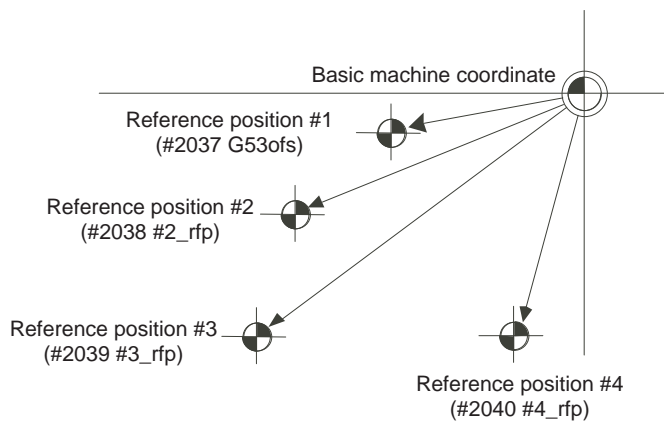 Basic machine coordinate
Reference position #1
(#2037 G53ofs)
Reference position #2
(#2038 #2_rfp)
Reference position #3
(#2039 #3_rfp)
Reference position #4
(#2040 #4_rfp)